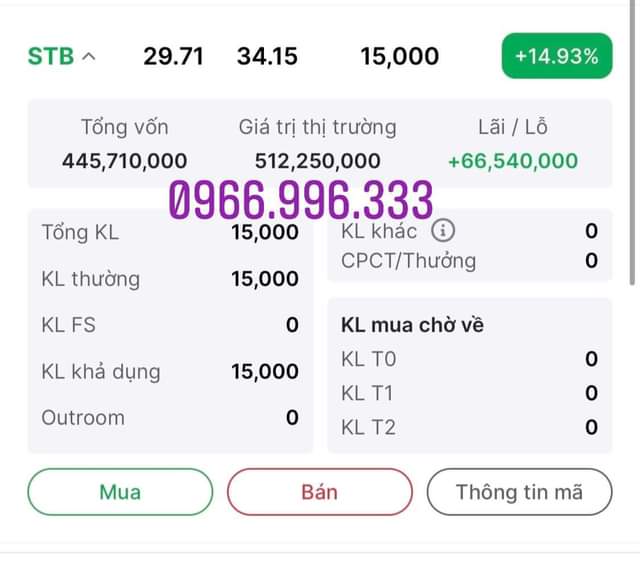 STB 29.71 34.15 15,000 +14.93%
Tổng vốn Giá trị thị trường Lãi / Lỗ
445,710,000 512,250,000 +66,540,000
0966.996.333
Tổng KL 15,000
KL thường 15,000
KL FS 0
KL khả dụng 15,000
Outroom 0
KL khác 0
CPCT/Thưởng 0
KL mua chờ về
KL T0 0
KL T1 0
KL T2 0
Mua Bán Thông tin mã